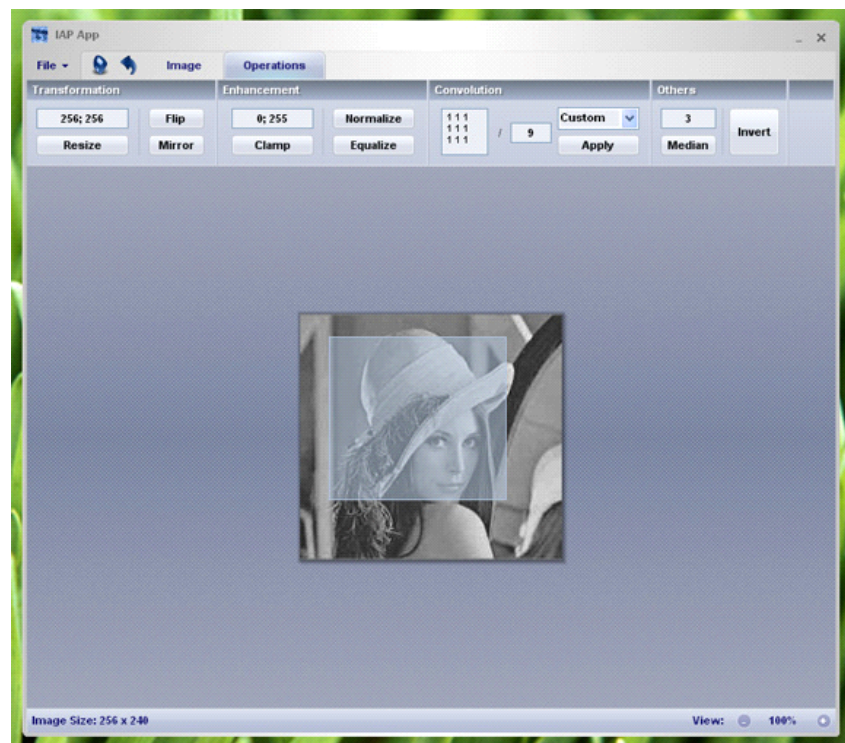 IAP App
File Image Operations
Transformation Enhancement Convolution Others
256; 256 Flip 0; 255 Normalize 1 1 1 Custom 3
1 1 1 / 9 Invert
Resize Mirror Clamp Equalize 1 1 1 Apply Median
Image Size: 256 x 240 View: 100%